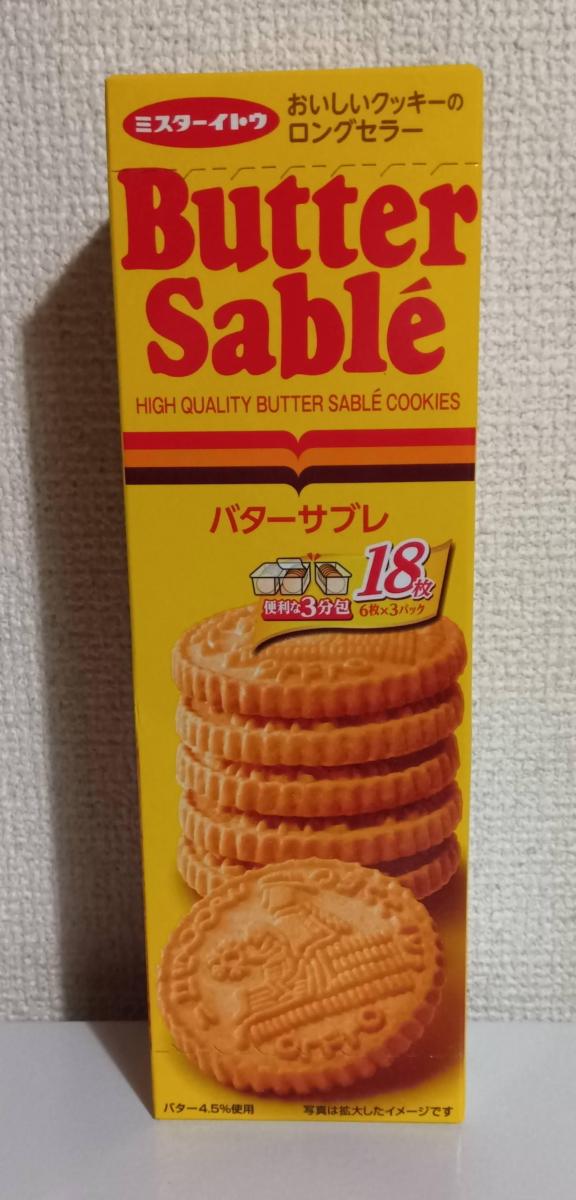 ミスターイトウ
おいしいクッキーの
ロングセラー
Butter
Sablé
HIGH QUALITY BUTTER SABLÉ COOKIES
バターサブレ
18枚
便利な3分包
6枚×3パック
バター4.5%使用
写真は拡大したイメージです